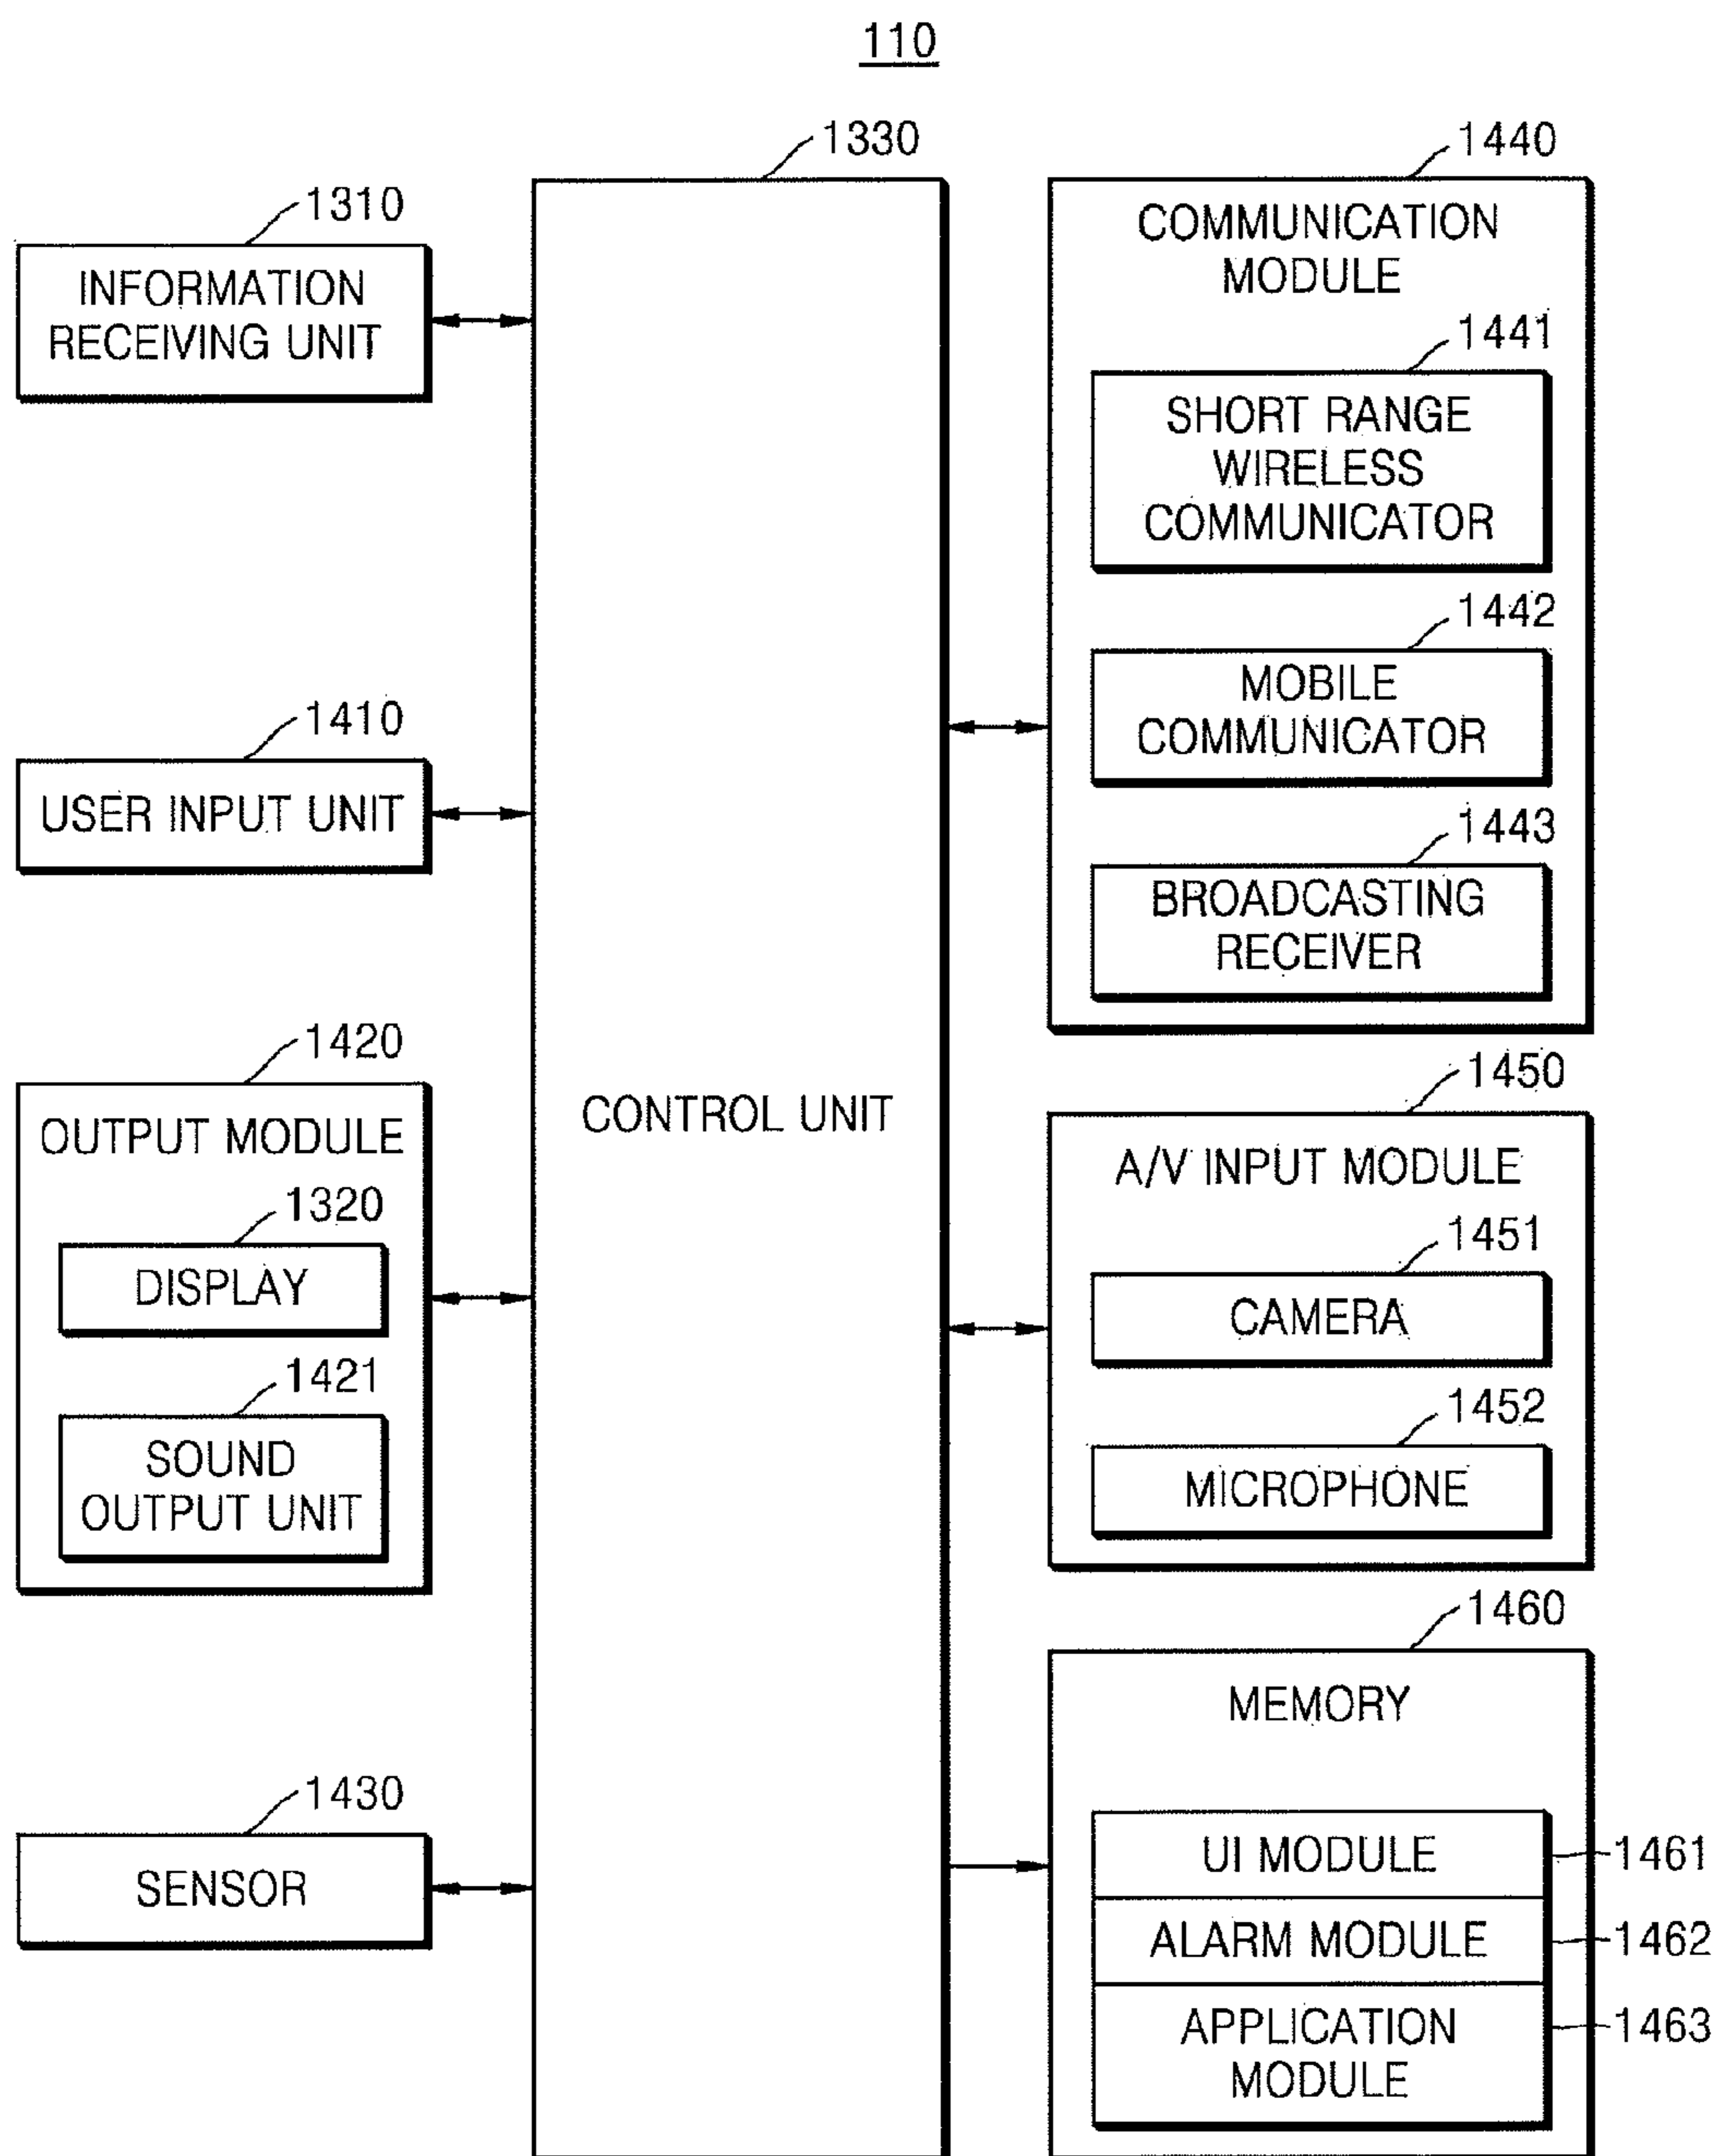 110
1330
1310
INFORMATION
RECEIVING UNIT
1410
USER INPUT UNIT
1420
OUTPUT MODULE
1320
DISPLAY
1421
SOUND
OUTPUT UNIT
1430
SENSOR
CONTROL UNIT
1440
COMMUNICATION
MODULE
1441
SHORT RANGE
WIRELESS
COMMUNICATOR
1442
MOBILE
COMMUNICATOR
1443
BROADCASTING
RECEIVER
1450
A/V INPUT MODULE
1451
CAMERA
1452
MICROPHONE
1460
MEMORY
UI MODULE
1461
ALARM MODULE
1462
APPLICATION
MODULE
1463